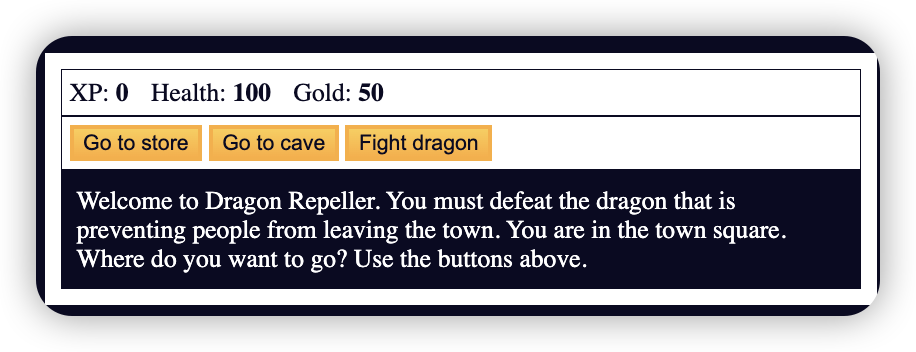 XP: 0 Health: 100 Gold: 50
Go to store Go to cave Fight dragon
Welcome to Dragon Repeller. You must defeat the dragon that is
preventing people from leaving the town. You are in the town square.
Where do you want to go? Use the buttons above.